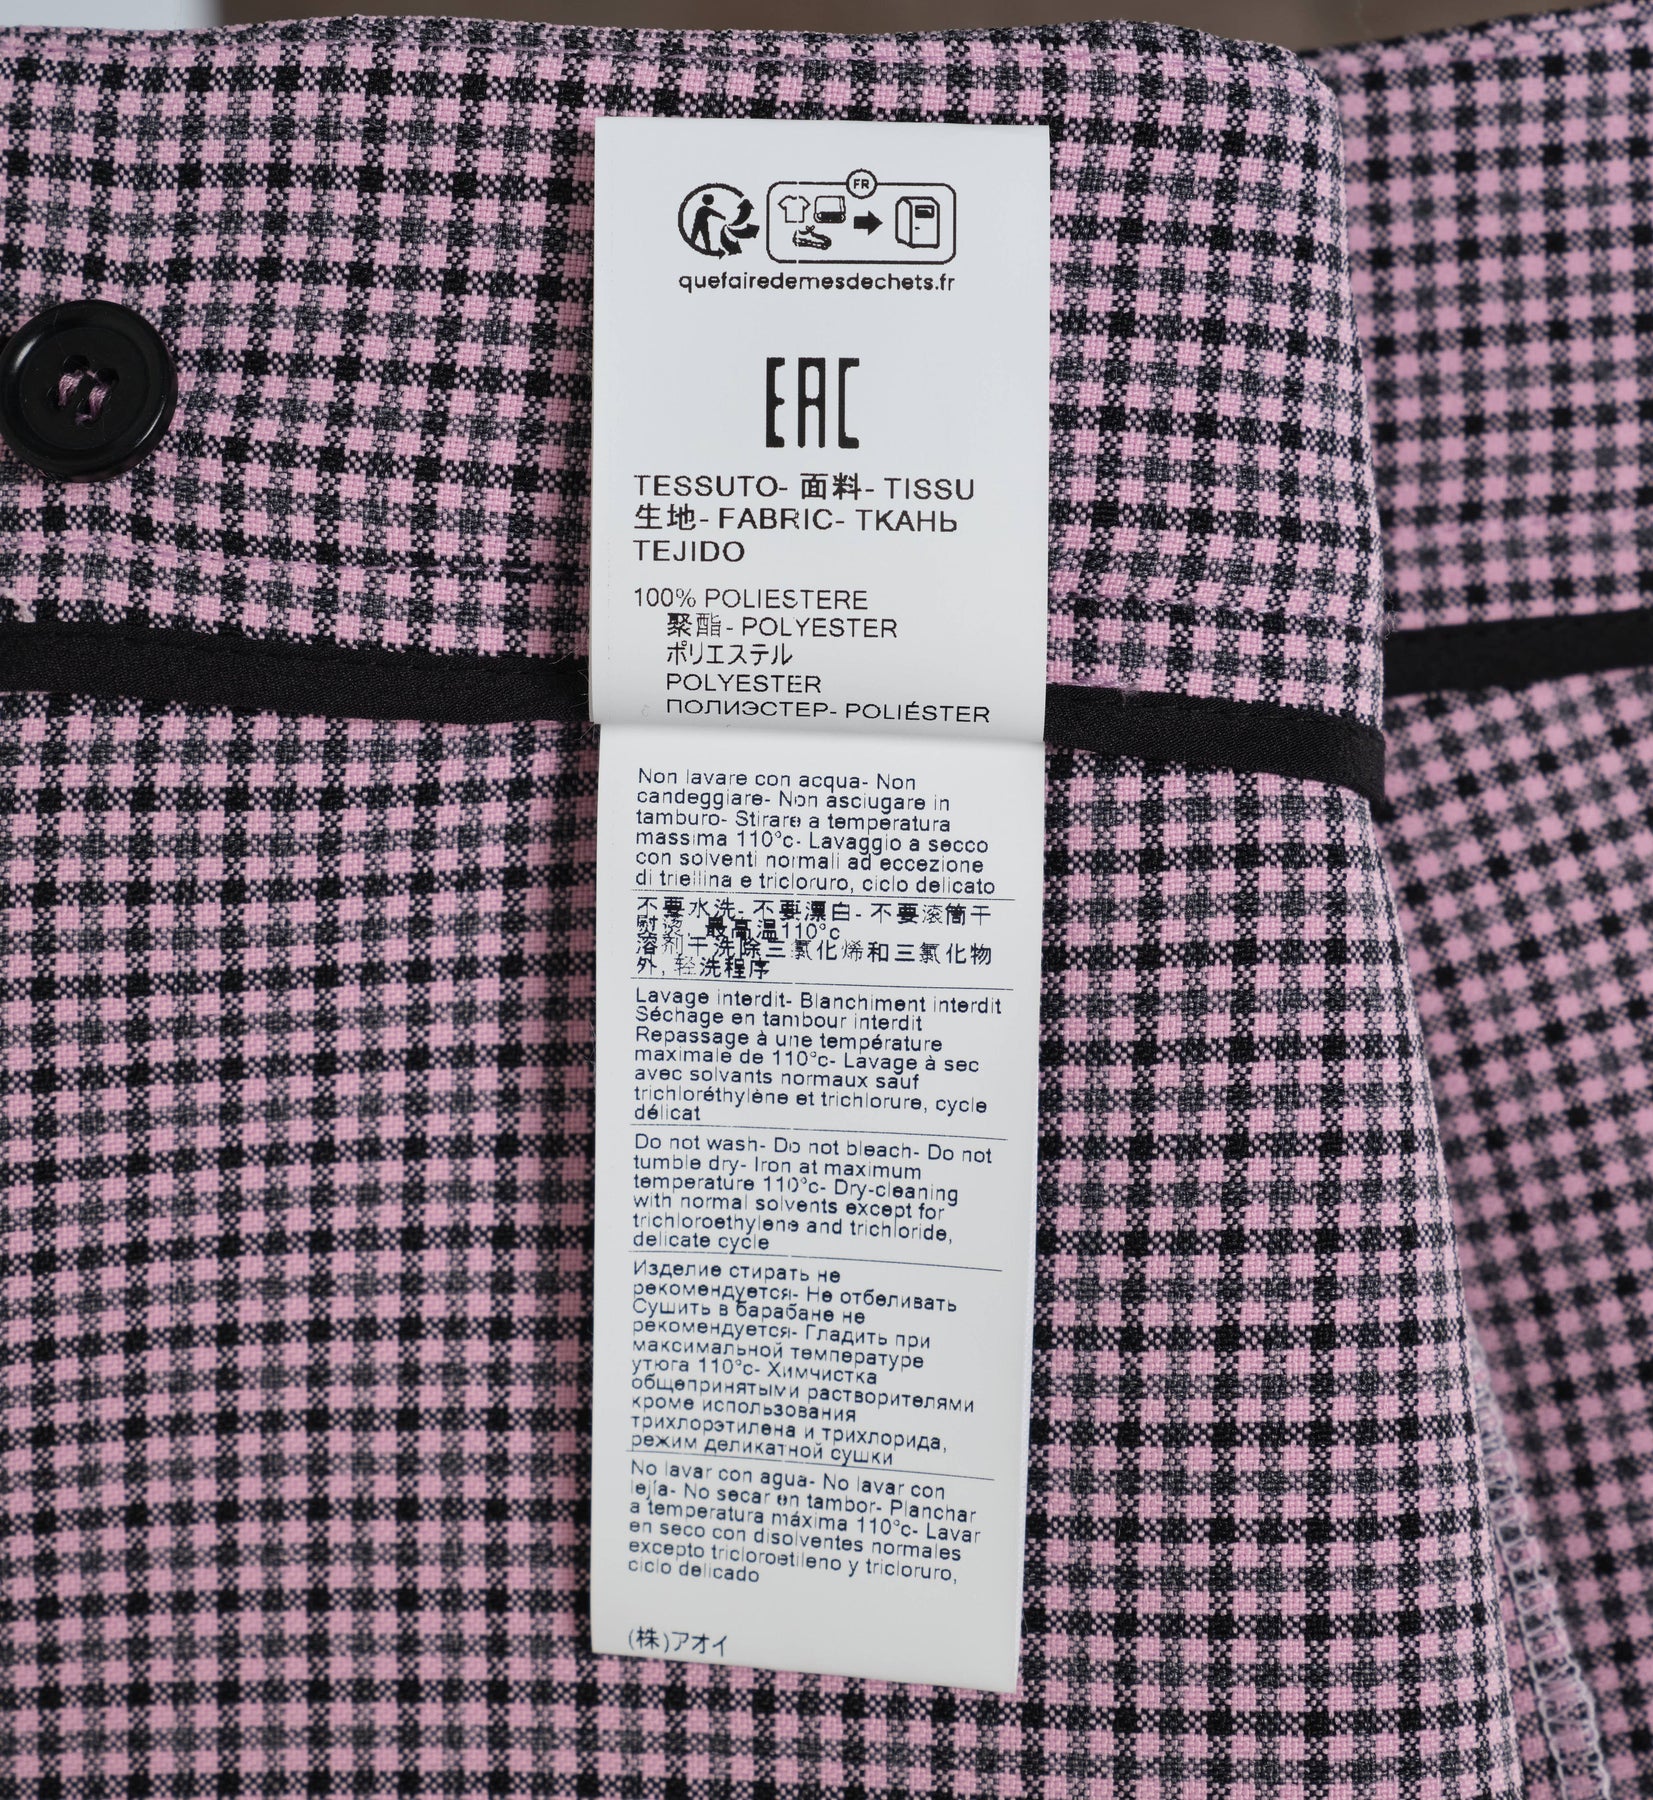 FR
quefairedemesdechets.fr
EAC
TESSUTO- 面料- TISSU
生地- FABRIC- ТКАНЬ
TEJIDO
100% POLIESTERE
聚酯- POLYESTER
ポリエステル
POLYESTER
ПОЛИЭСТЕР- POLIÉSTER
Non lavare con acqua- Non
candeggiare- Non asciugare in
tamburo- Stirare a temperatura
massima 110°c- Lavaggio a secco
con solventi normali ad eccezione
di triellina e tricloruro, ciclo delicato
不要水洗- 不要漂白- 不要滚筒干
熨烫, 最高温110°c
溶剂干洗除三氯化烯和三氯化物
外, 轻洗程序
Lavage interdit- Blanchiment interdit
Séchage en tambour interdit
Repassage à une température
maximale de 110°c- Lavage à sec
avec solvants normaux sauf
trichloréthylène et trichlorure, cycle
délicat
Do not wash- Do not bleach- Do not
tumble dry- Iron at maximum
temperature 110°c- Dry-cleaning
with normal solvents except for
trichloroethylene and trichloride,
delicate cycle
Изделие стирать не
рекомендуется- Не отбеливать
Сушить в барабане не
рекомендуется- Гладить при
максимальной температуре
утюга 110°c- Химчистка
общепринятыми растворителями
кроме использования
трихлорэтилена и трихлорида,
режим деликатной сушки
No lavar con agua- No lavar con
lejía- No secar en tambor- Planchar
a temperatura máxima 110°c- Lavar
en seco con disolventes normales
excepto tricloroetileno y tricloruro,
ciclo delicado
(株)アオイ